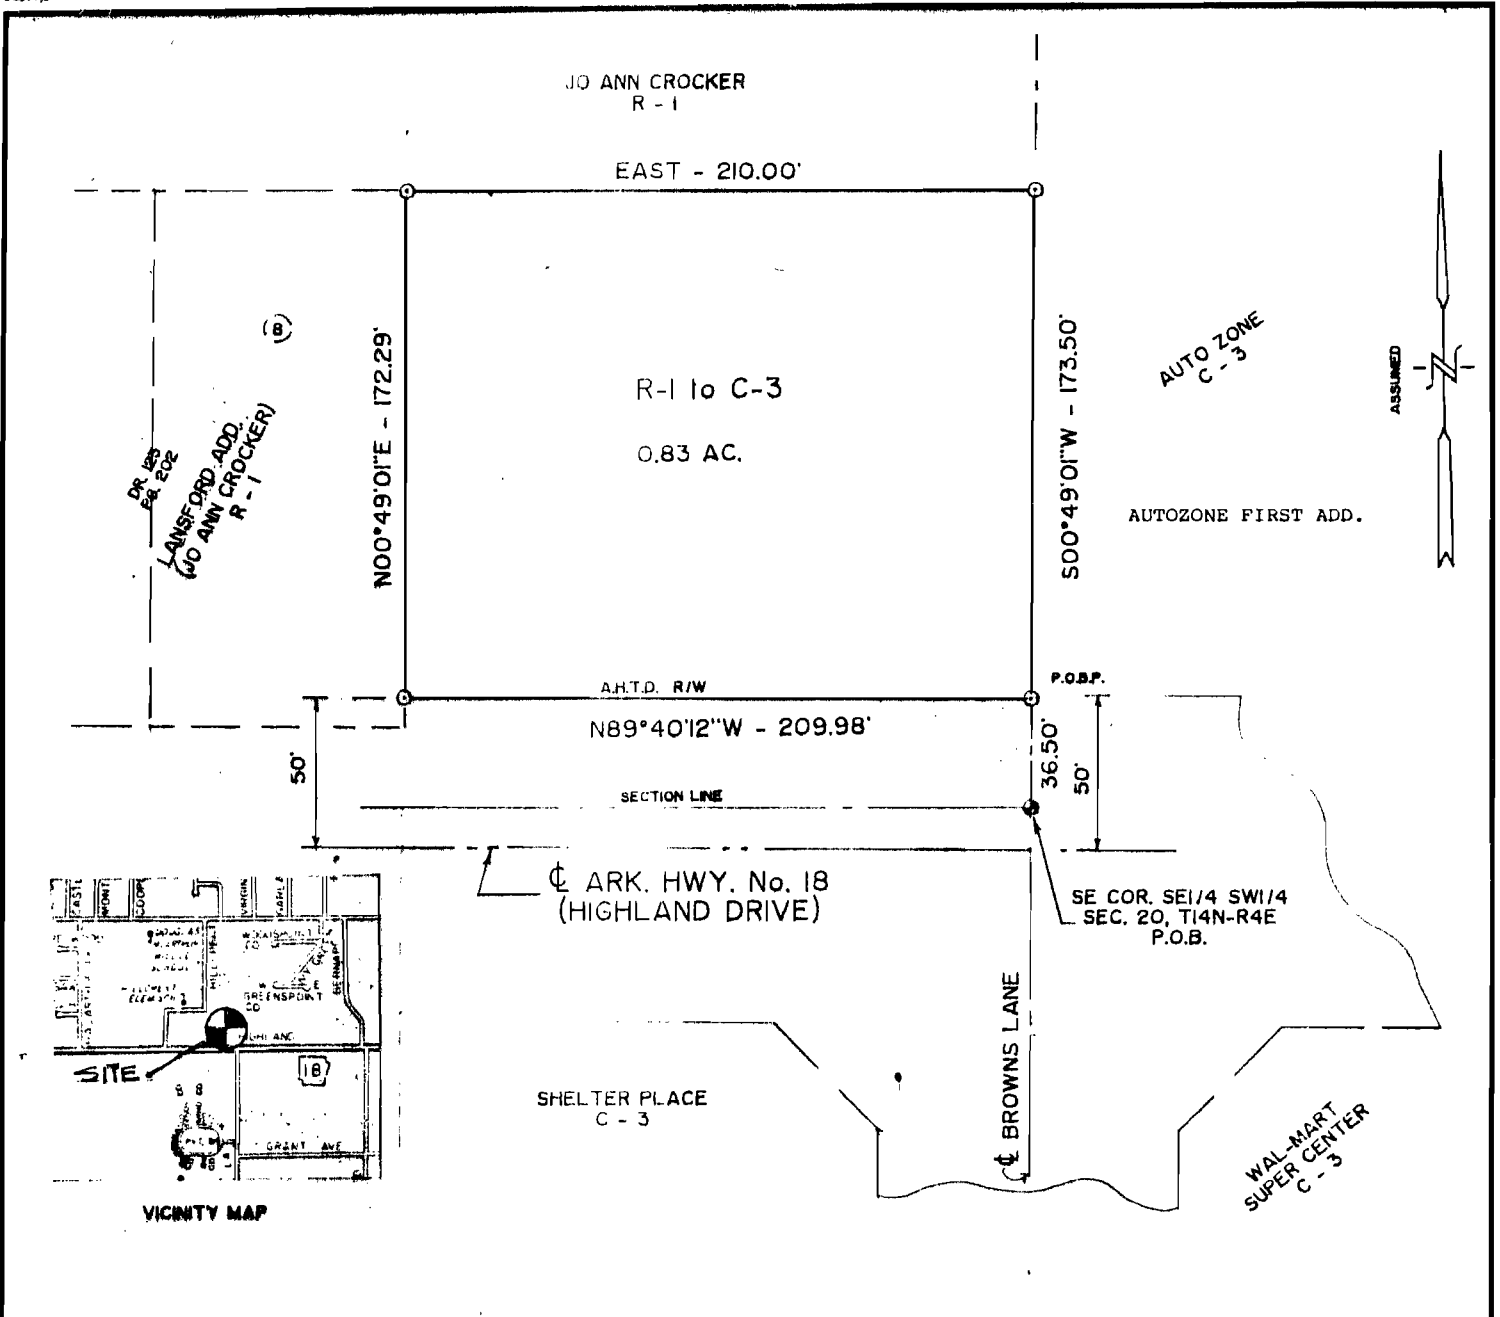 JO ANN CROCKER
R - 1
EAST - 210.00'
N00°49'01"E - 172.29'
S00°49'01"W - 173.50'
R-1 to C-3
0.83 AC.
AUTO ZONE
C - 3
ASSUMED
N
AUTOZONE FIRST ADD.
B
DR. 125
PG. 202
LANSFORD ADD.
(JO ANN CROCKER)
R - 1
A.H.T.D. R/W
P.O.B.P.
N89°40'12"W - 209.98'
50'
36.50'
50'
SECTION LINE
℄ ARK. HWY. No. 18
(HIGHLAND DRIVE)
SE COR. SE1/4 SW1/4
SEC. 20, T14N-R4E
P.O.B.
℄ BROWNS LANE
SHELTER PLACE
C - 3
WAL-MART
SUPER CENTER
C - 3
MONT
COOP
VIRGIN
GREENSPOINT
SITE
18
GRANT AVE
VICINITY MAP